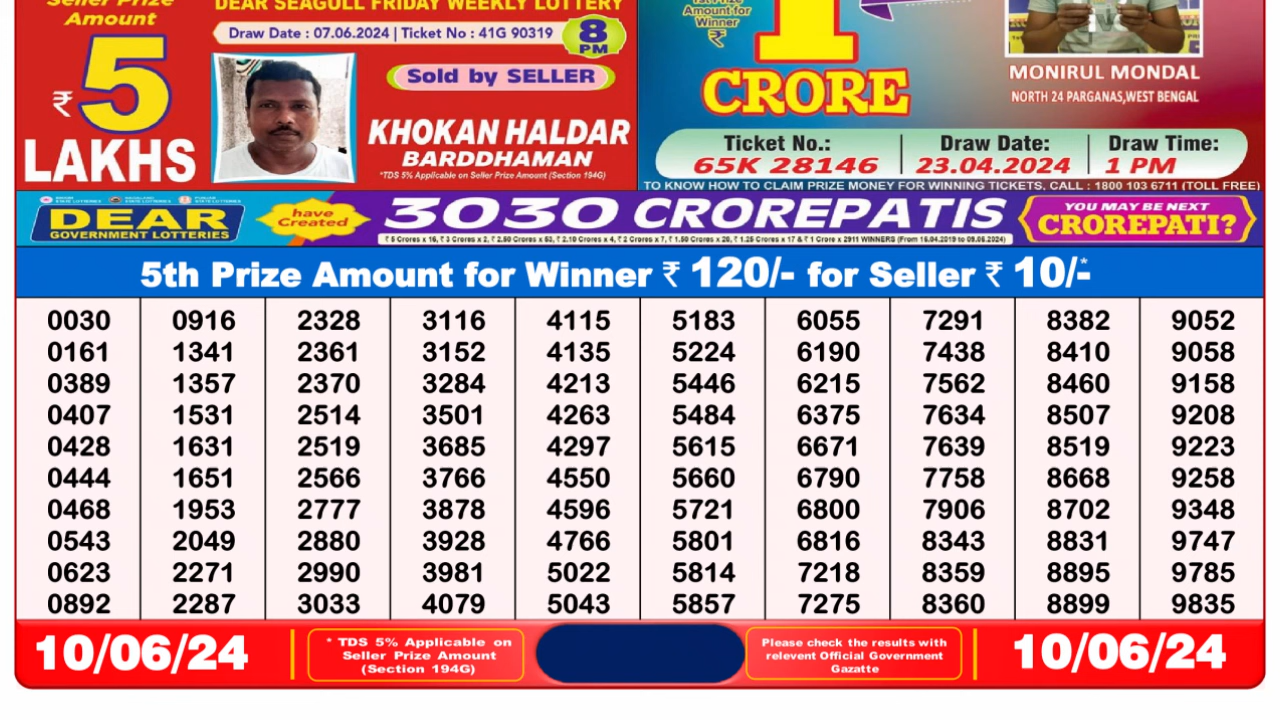 Seller Prize
Amount
₹ 5
LAKHS
DEAR SEAGULL FRIDAY WEEKLY LOTTERY
Draw Date : 07.06.2024 | Ticket No : 41G 90319
8
PM
Sold by SELLER
KHOKAN HALDAR
BARDDHAMAN
*TDS 5% Applicable on Seller Prize Amount (Section 194G)
Amount for
Winner
₹
1
CRORE
MONIRUL MONDAL
NORTH 24 PARGANAS,WEST BENGAL
Ticket No.: Draw Date: Draw Time:
65K 28146 23.04.2024 1 PM
TO KNOW HOW TO CLAIM PRIZE MONEY FOR WINNING TICKETS, CALL : 1800 103 6711 (TOLL FREE)
DEAR
GOVERNMENT LOTTERIES
have
Created
3030 CROREPATIS
YOU MAY BE NEXT
CROREPATI?
5th Prize Amount for Winner ₹ 120/- for Seller ₹ 10/-*
0030 0916 2328 3116 4115 5183 6055 7291 8382 9052
0161 1341 2361 3152 4135 5224 6190 7438 8410 9058
0389 1357 2370 3284 4213 5446 6215 7562 8460 9158
0407 1531 2514 3501 4263 5484 6375 7634 8507 9208
0428 1631 2519 3685 4297 5615 6671 7639 8519 9223
0444 1651 2566 3766 4550 5660 6790 7758 8668 9258
0468 1953 2777 3878 4596 5721 6800 7906 8702 9348
0543 2049 2880 3928 4766 5801 6816 8343 8831 9747
0623 2271 2990 3981 5022 5814 7218 8359 8895 9785
0892 2287 3033 4079 5043 5857 7275 8360 8899 9835
10/06/24
* TDS 5% Applicable on
Seller Prize Amount
(Section 194G)
Please check the results with
relevent Official Government
Gazatte
10/06/24